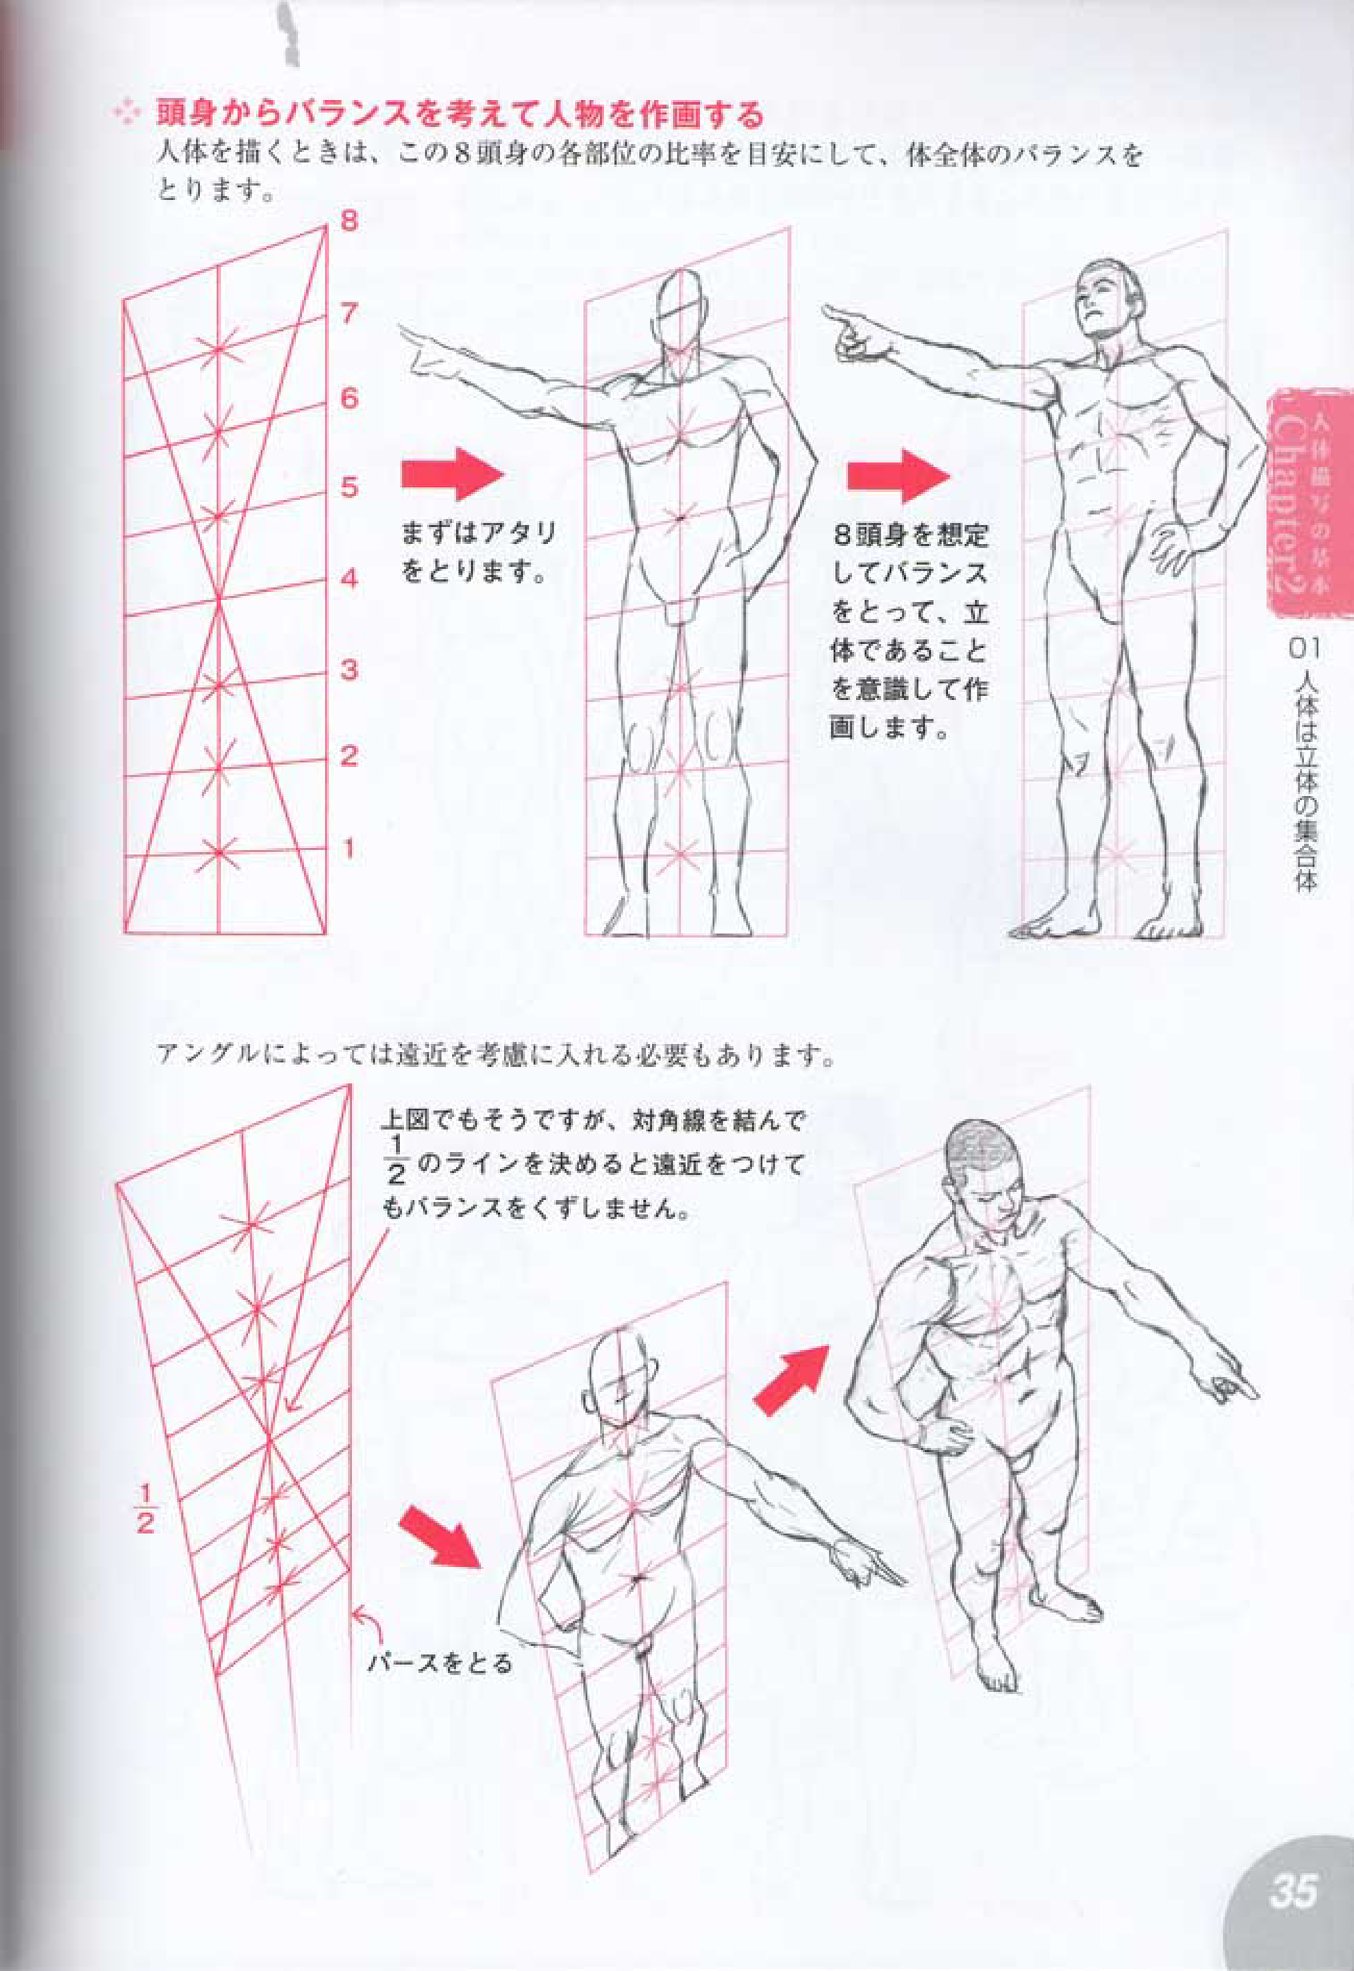 頭身からバランスを考えて人物を作画する
人体を描くときは、この8頭身の各部位の比率を目安にして、体全体のバランスを
とります。
8
7
6
5
4
3
2
1
まずはアタリ
をとります。
8頭身を想定
してバランス
をとって、立
体であること
を意識して作
画します。
人体描写の基本
Chapter2
01 人体は立体の集合体
アングルによっては遠近を考慮に入れる必要もあります。
上図でもそうですが、対角線を結んで
1/2のラインを決めると遠近をつけて
もバランスをくずしません。
1/2
パースをとる
35